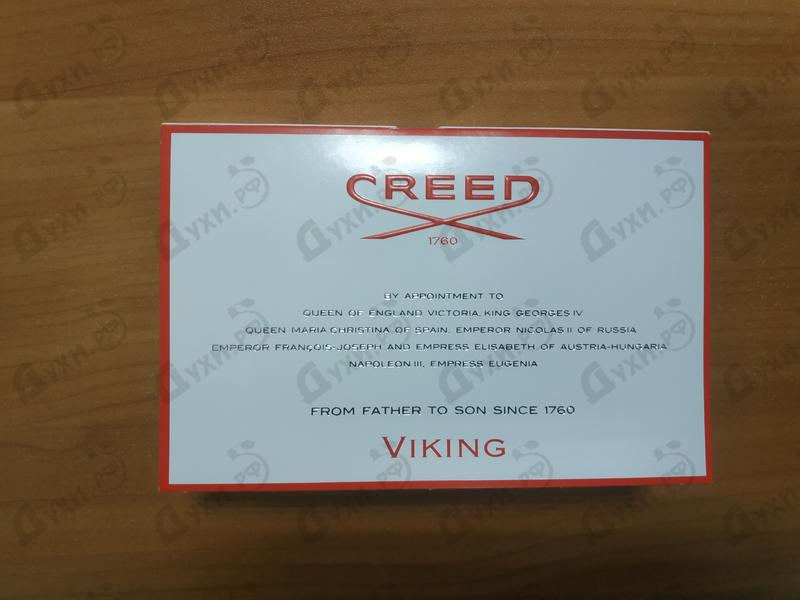 CREED
1760
BY APPOINTMENT TO
QUEEN OF ENGLAND VICTORIA, KING GEORGES IV
QUEEN MARIA CHRISTINA OF SPAIN, EMPEROR NICOLAS II OF RUSSIA
EMPEROR FRANÇOIS-JOSEPH AND EMPRESS ELISABETH OF AUSTRIA-HUNGARIA
NAPOLEON III, EMPRESS EUGENIA
FROM FATHER TO SON SINCE 1760
VIKING
Духи.рф